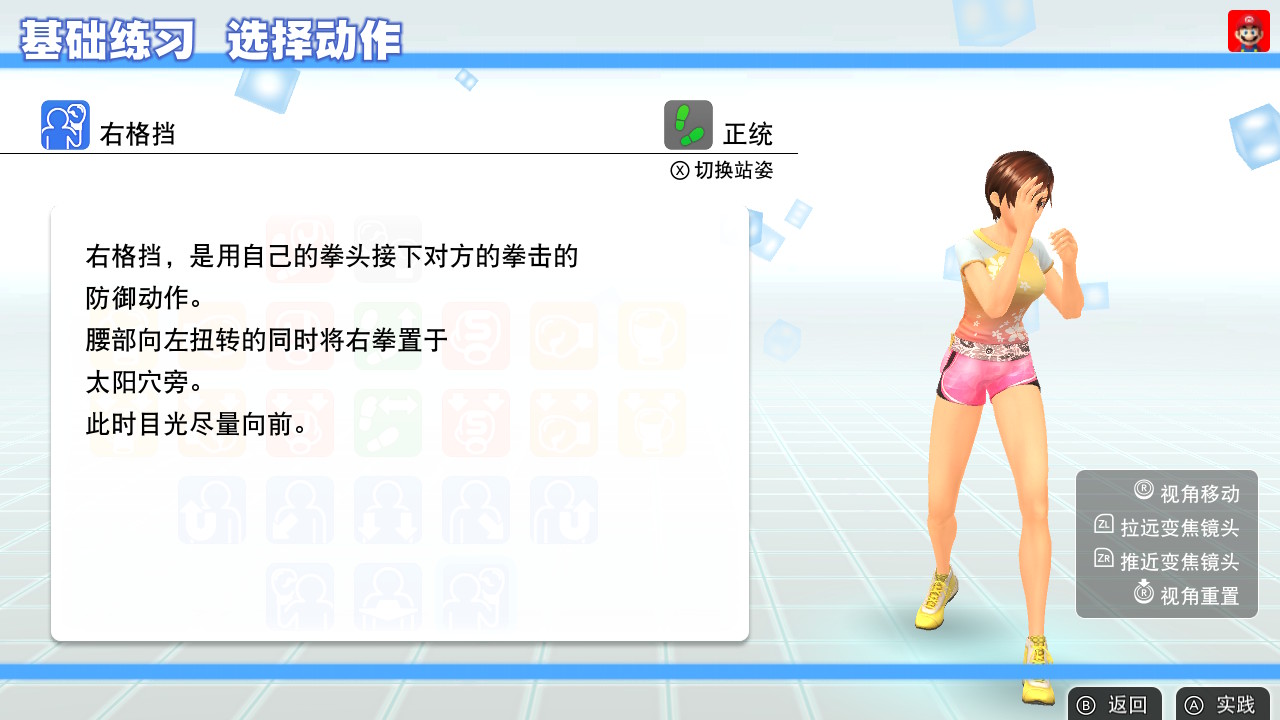 基础练习 选择动作
右格挡
正统
X 切换站姿
右格挡，是用自己的拳头接下对方的拳击的
防御动作。
腰部向左扭转的同时将右拳置于
太阳穴旁。
此时目光尽量向前。
R 视角移动
ZL 拉远变焦镜头
ZR 推近变焦镜头
R 视角重置
B 返回
A 实践